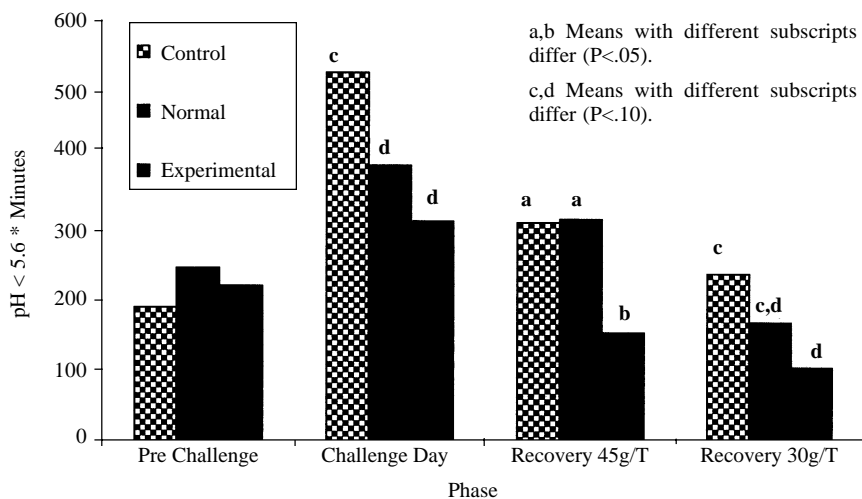 600
500
400
300
200
100
0
pH < 5.6 * Minutes
Control
Normal
Experimental
a,b Means with different subscripts
differ (P<.05).
c,d Means with different subscripts
differ (P<.10).
c
d
d
a
a
b
c
c,d
d
Pre Challenge
Challenge Day
Recovery 45g/T
Recovery 30g/T
Phase